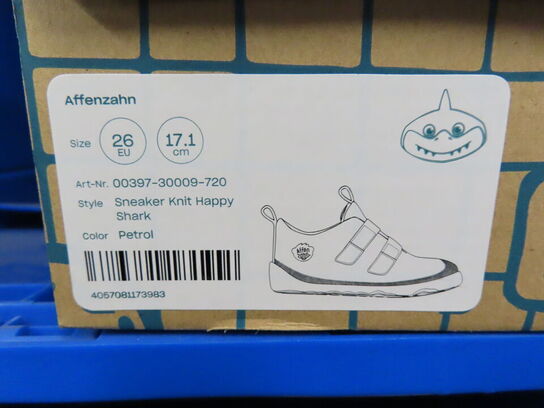 Affenzahn
Size 26 EU 17.1 cm
Art-Nr. 00397-30009-720
Style Sneaker Knit Happy
Shark
Color Petrol
Affen
4057081173983